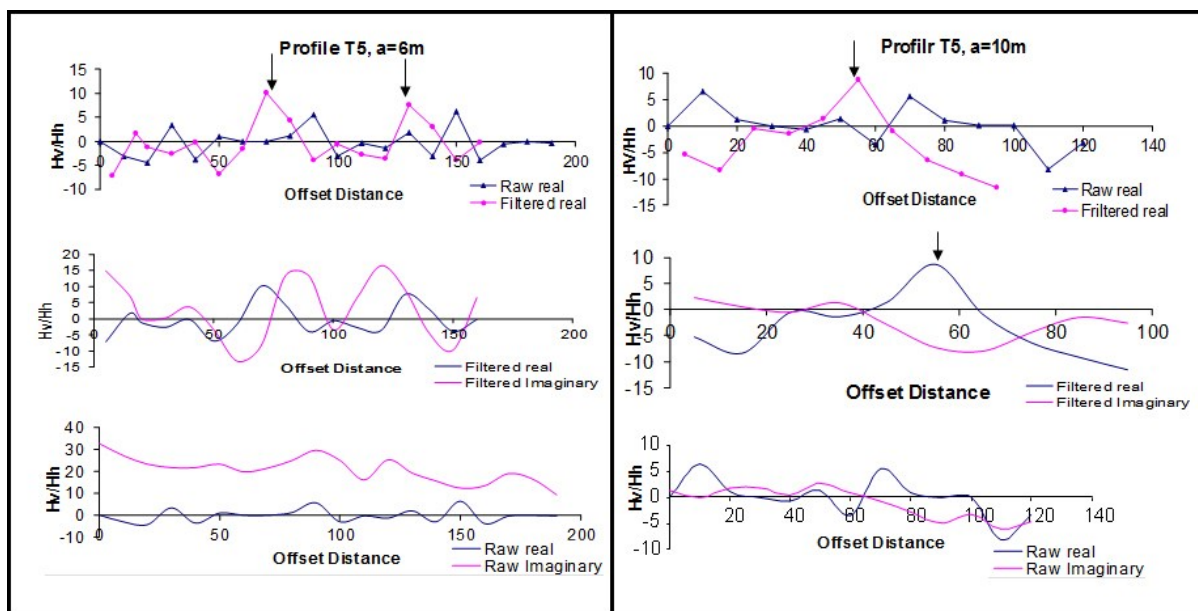 Profile T5, a=6m
15
10
5
0
-5
-10
0 50 100 150 200
Hv/Hh
Offset Distance
Raw real
Filtered real
20
15
10
5
0
-5
-10
-15
0 50 100 150 200
Hv/Hh
Offset Distance
Filtered real
Filtered Imaginary
40
30
20
10
0
-10
0 50 100 150 200
Hv/Hh
Offset Distance
Raw real
Raw Imaginary
Profilr T5, a=10m
10
5
0
-5
-10
-15
0 20 40 60 80 100 120 140
Hv/Hh
Offset Distance
Raw real
Friltered real
10
5
0
-5
-10
-15
0 20 40 60 80 100
Hv/Hh
Offset Distance
Filtered real
Filtered Imaginary
10
5
0
-5
-10
20 40 60 80 100 120 140
Hv/Hh
Offset Distance
Raw real
Raw Imaginary